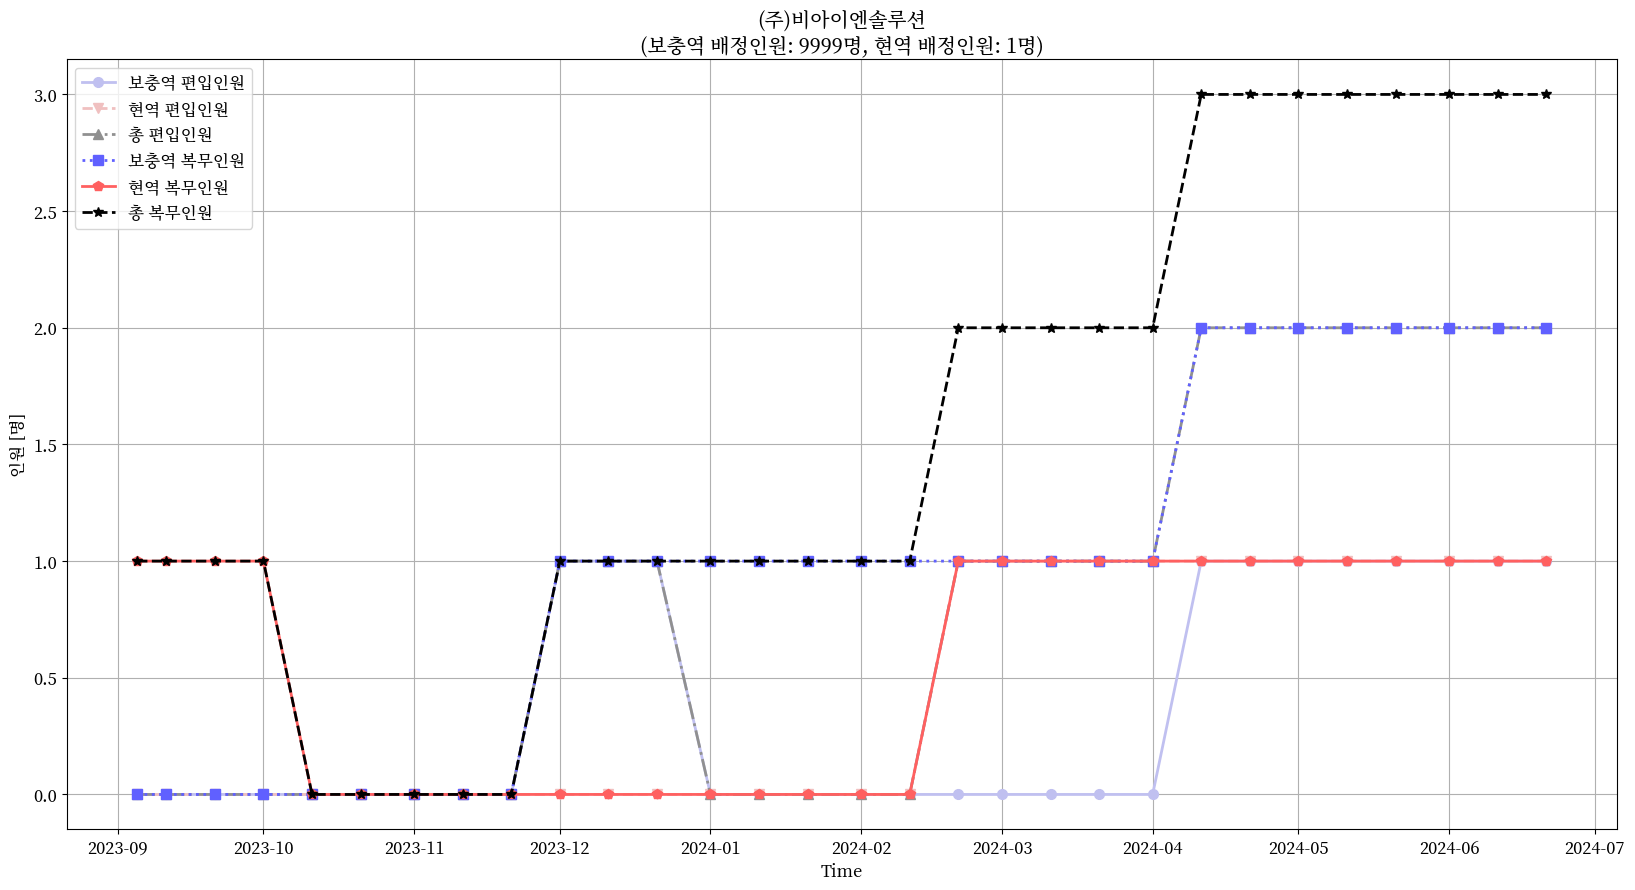 (주)비아이엔솔루션
(보충역 배정인원: 9999명, 현역 배정인원: 1명)
보충역 편입인원
현역 편입인원
총 편입인원
보충역 복무인원
현역 복무인원
총 복무인원
3.0
2.5
2.0
1.5
1.0
0.5
0.0
인원 [명]
2023-09 2023-10 2023-11 2023-12 2024-01 2024-02 2024-03 2024-04 2024-05 2024-06 2024-07
Time